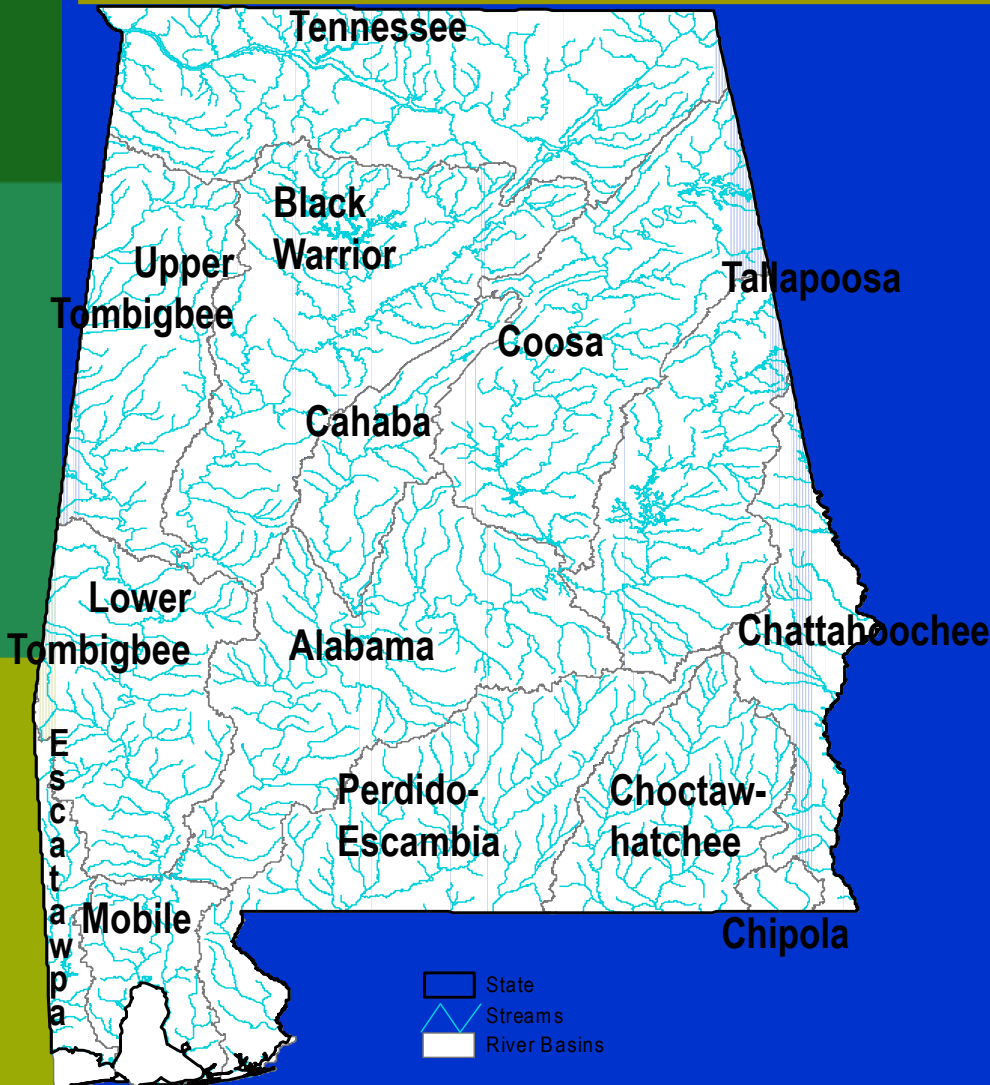 Tennessee
Black
Warrior
Upper
Tombigbee
Tallapoosa
Coosa
Cahaba
Lower
Tombigbee
Alabama
Chattahoochee
Escatawpa
Perdido-
Escambia
Choctaw-
hatchee
Mobile
Chipola
State
Streams
River Basins